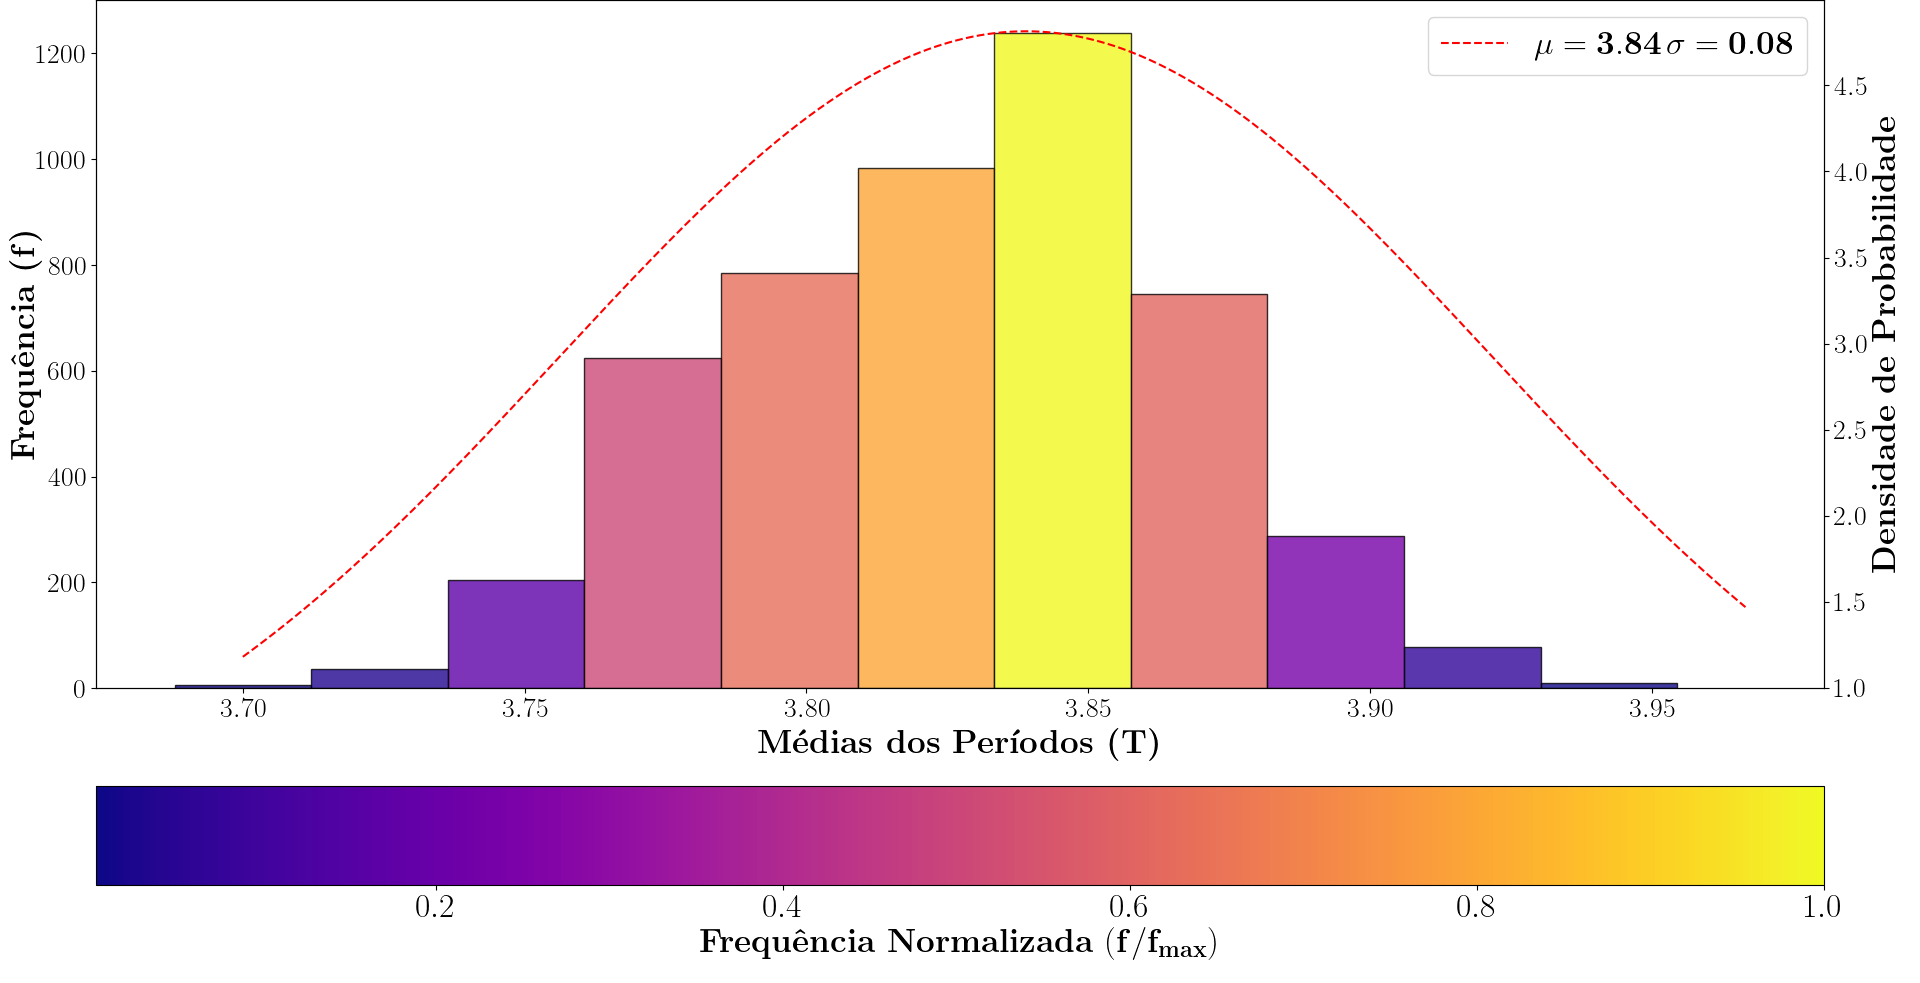 μ = 3.84 σ = 0.08
Frequência (f)
1200
1000
800
600
400
200
0
4.5
4.0
3.5
3.0
2.5
2.0
1.5
1.0
Densidade de Probabilidade
3.70 3.75 3.80 3.85 3.90 3.95
Médias dos Períodos (T)
0.2 0.4 0.6 0.8 1.0
Frequência Normalizada (f/fmax)